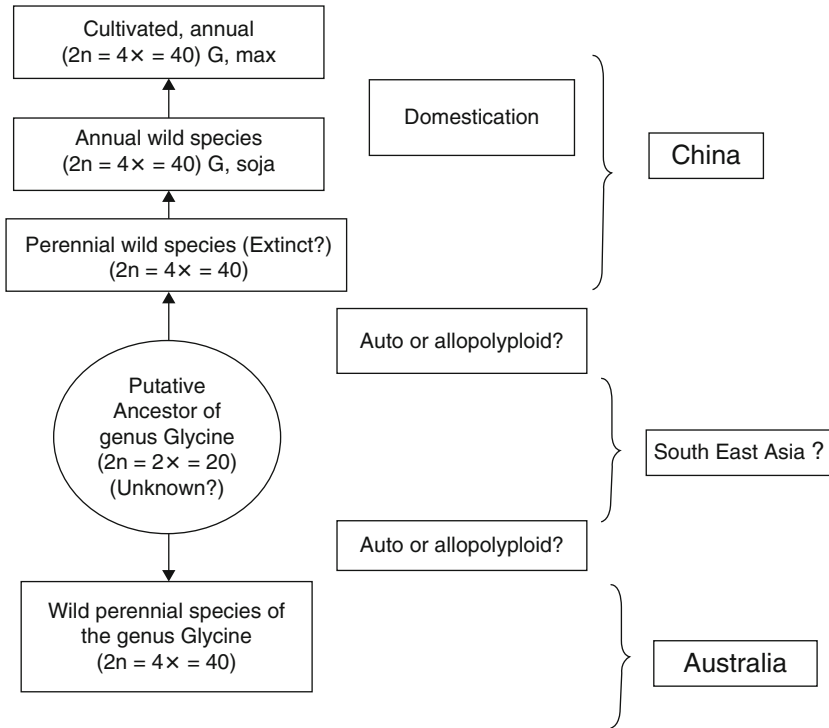 Cultivated, annual
(2n = 4× = 40) G, max
Domestication
Annual wild species
(2n = 4× = 40) G, soja
China
Perennial wild species (Extinct?)
(2n = 4× = 40)
Auto or allopolyploid?
Putative
Ancestor of
genus Glycine
(2n = 2× = 20)
(Unknown?)
South East Asia ?
Auto or allopolyploid?
Wild perennial species of
the genus Glycine
(2n = 4× = 40)
Australia